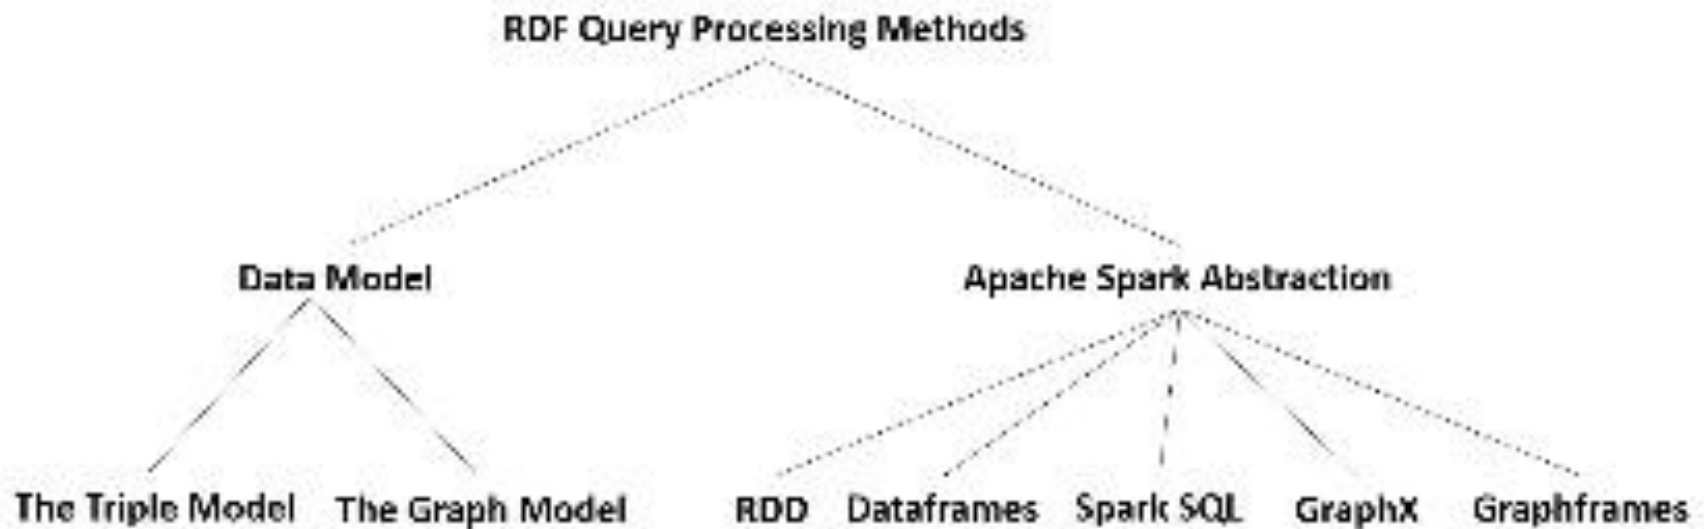 RDF Query Processing Methods
Data Model Apache Spark Abstraction
The Triple Model The Graph Model RDD Dataframes Spark SQL GraphX Graphframes